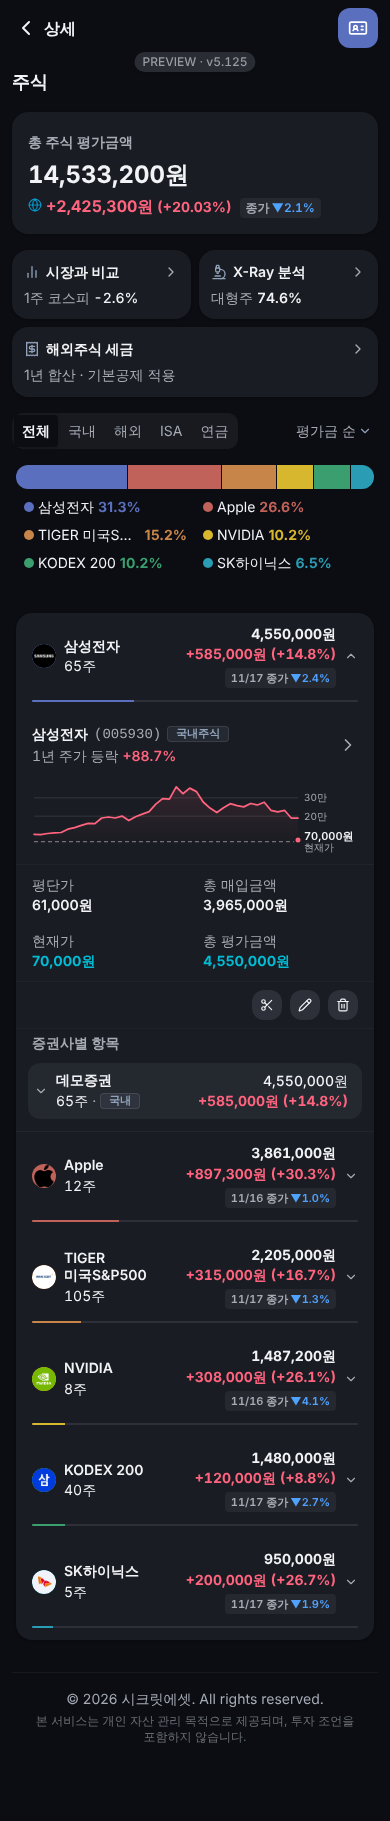 상세
PREVIEW · v5.125
주식
총 주식 평가금액
14,533,200원
+2,425,300원 (+20.03%) 종가 ▼2.1%
시장과 비교
1주 코스피 -2.6%
X-Ray 분석
대형주 74.6%
해외주식 세금
1년 합산 · 기본공제 적용
전체 국내 해외 ISA 연금 평가금 순
삼성전자 31.3% Apple 26.6%
TIGER 미국S... 15.2% NVIDIA 10.2%
KODEX 200 10.2% SK하이닉스 6.5%
SAMSUNG
삼성전자
65주
4,550,000원
+585,000원 (+14.8%)
11/17 종가 ▼2.4%
삼성전자 (005930) 국내주식
1년 주가 등락 +88.7%
30만
20만
70,000원
현재가
평단가 총 매입금액
61,000원 3,965,000원
현재가 총 평가금액
70,000원 4,550,000원
증권사별 항목
데모증권
65주 · 국내
4,550,000원
+585,000원 (+14.8%)
Apple
12주
3,861,000원
+897,300원 (+30.3%)
11/16 종가 ▼1.0%
TIGER
미국S&P500
105주
2,205,000원
+315,000원 (+16.7%)
11/17 종가 ▼1.3%
NVIDIA
8주
1,487,200원
+308,000원 (+26.1%)
11/16 종가 ▼4.1%
삼
KODEX 200
40주
1,480,000원
+120,000원 (+8.8%)
11/17 종가 ▼2.7%
SK하이닉스
5주
950,000원
+200,000원 (+26.7%)
11/17 종가 ▼1.9%
© 2026 시크릿에셋. All rights reserved.
본 서비스는 개인 자산 관리 목적으로 제공되며, 투자 조언을
포함하지 않습니다.